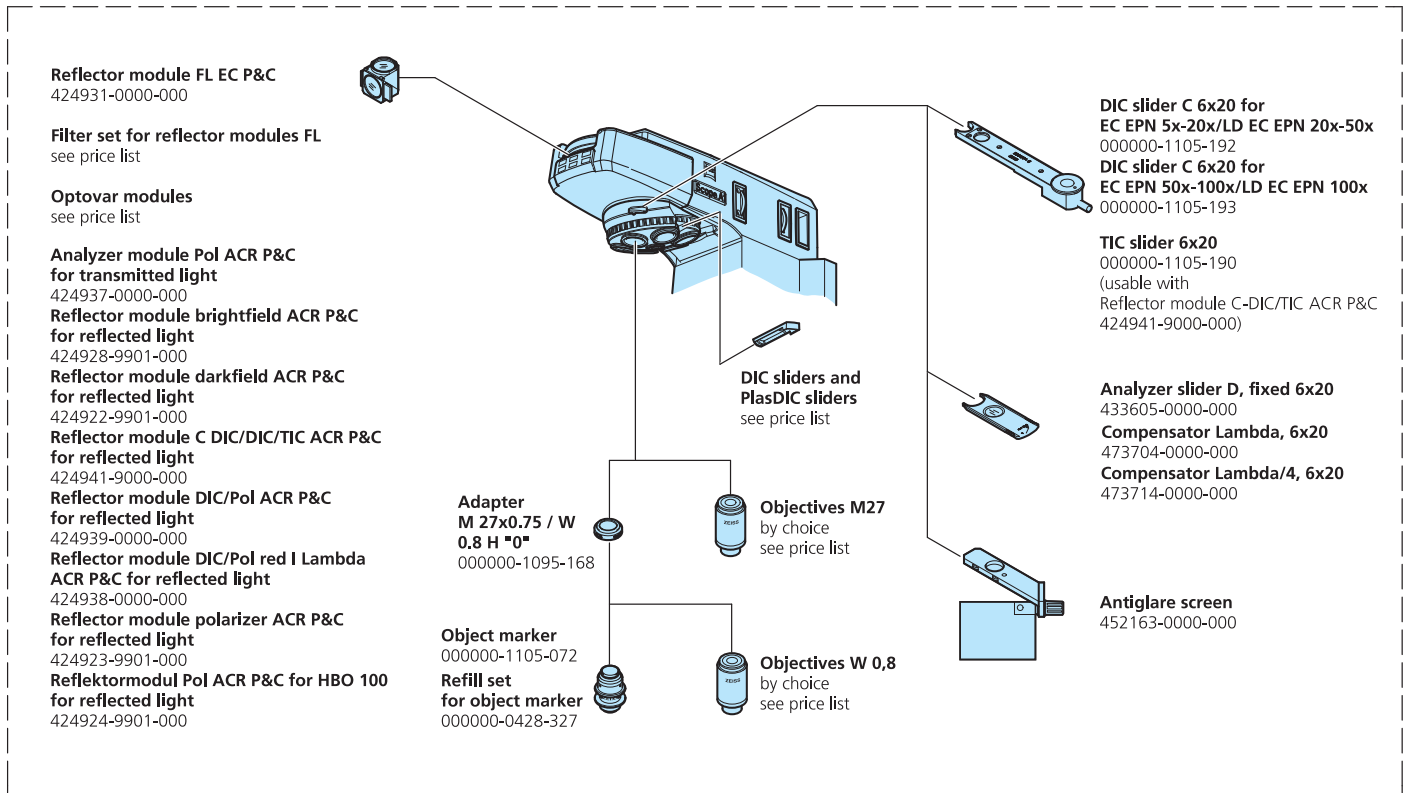 Reflector module FL EC P&C
424931-0000-000
Filter set for reflector modules FL
see price list
Optovar modules
see price list
Analyzer module Pol ACR P&C
for transmitted light
424937-0000-000
Reflector module brightfield ACR P&C
for reflected light
424928-9901-000
Reflector module darkfield ACR P&C
for reflected light
424922-9901-000
Reflector module C DIC/DIC/TIC ACR P&C
for reflected light
424941-9000-000
Reflector module DIC/Pol ACR P&C
for reflected light
424939-0000-000
Reflector module DIC/Pol red I Lambda
ACR P&C for reflected light
424938-0000-000
Reflector module polarizer ACR P&C
for reflected light
424923-9901-000
Reflektormodul Pol ACR P&C for HBO 100
for reflected light
424924-9901-000
Scope.A1
DIC sliders and
PlasDIC sliders
see price list
Adapter
M 27x0.75 / W
0.8 H "0"
000000-1095-168
ZEISS
Objectives M27
by choice
see price list
Object marker
000000-1105-072
Refill set
for object marker
000000-0428-327
ZEISS
Objectives W 0,8
by choice
see price list
DIC slider C 6x20 for
EC EPN 5x-20x/LD EC EPN 20x-50x
000000-1105-192
DIC slider C 6x20 for
EC EPN 50x-100x/LD EC EPN 100x
000000-1105-193
TIC slider 6x20
000000-1105-190
(usable with
Reflector module C-DIC/TIC ACR P&C
424941-9000-000)
Analyzer slider D, fixed 6x20
433605-0000-000
Compensator Lambda, 6x20
473704-0000-000
Compensator Lambda/4, 6x20
473714-0000-000
Antiglare screen
452163-0000-000